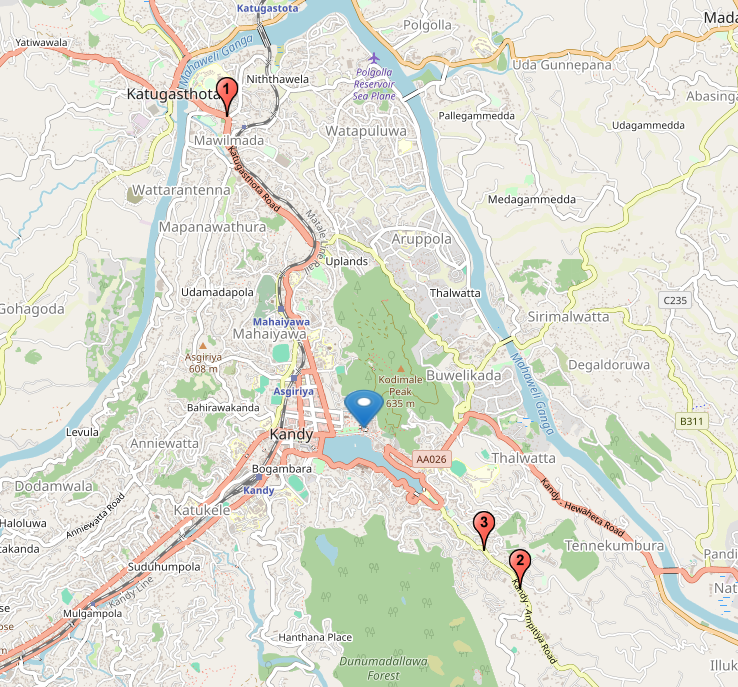 Katugastota
Polgolla
Mada
Yatiwawala
Mahaweli Ganga
Polgolla
Reservoir
Sea Plane
Uda Gunnepana
Niththawela
Katugasthota
1
Abasinga
Pallegammedda
Udagammedda
Watapuluwa
Mawilmada
Katugasthota Road
Wattarantenna
Medagammedda
Mapanawathura
Matale Line
Aruppola
Uplands
Udamadapola
Thalwatta
C235
Gohagoda
Mahaiyawa
Mahaiyawa
Sirimalwatta
Asgiriya
608 m
Mahaweli Ganga
Degaldoruwa
Kodimale
Peak
635 m
Buwelikada
Asgiriya
Bahirawakanda
B311
Levula
Kandy
Anniewatta
AA026
Thalwatta
Bogambara
Dodamwala
Kandy
Kandy - Hewaheta Road
Anniewatta Road
Katukele
Haloluwa
3
takanda
Tennekumbura
Pandi
Suduhumpola
2
Kandy Line
Kandy - Ampitiya Road
Nat
Mulgampola
Hanthana Place
Dunumadallawa
Forest
Illuk